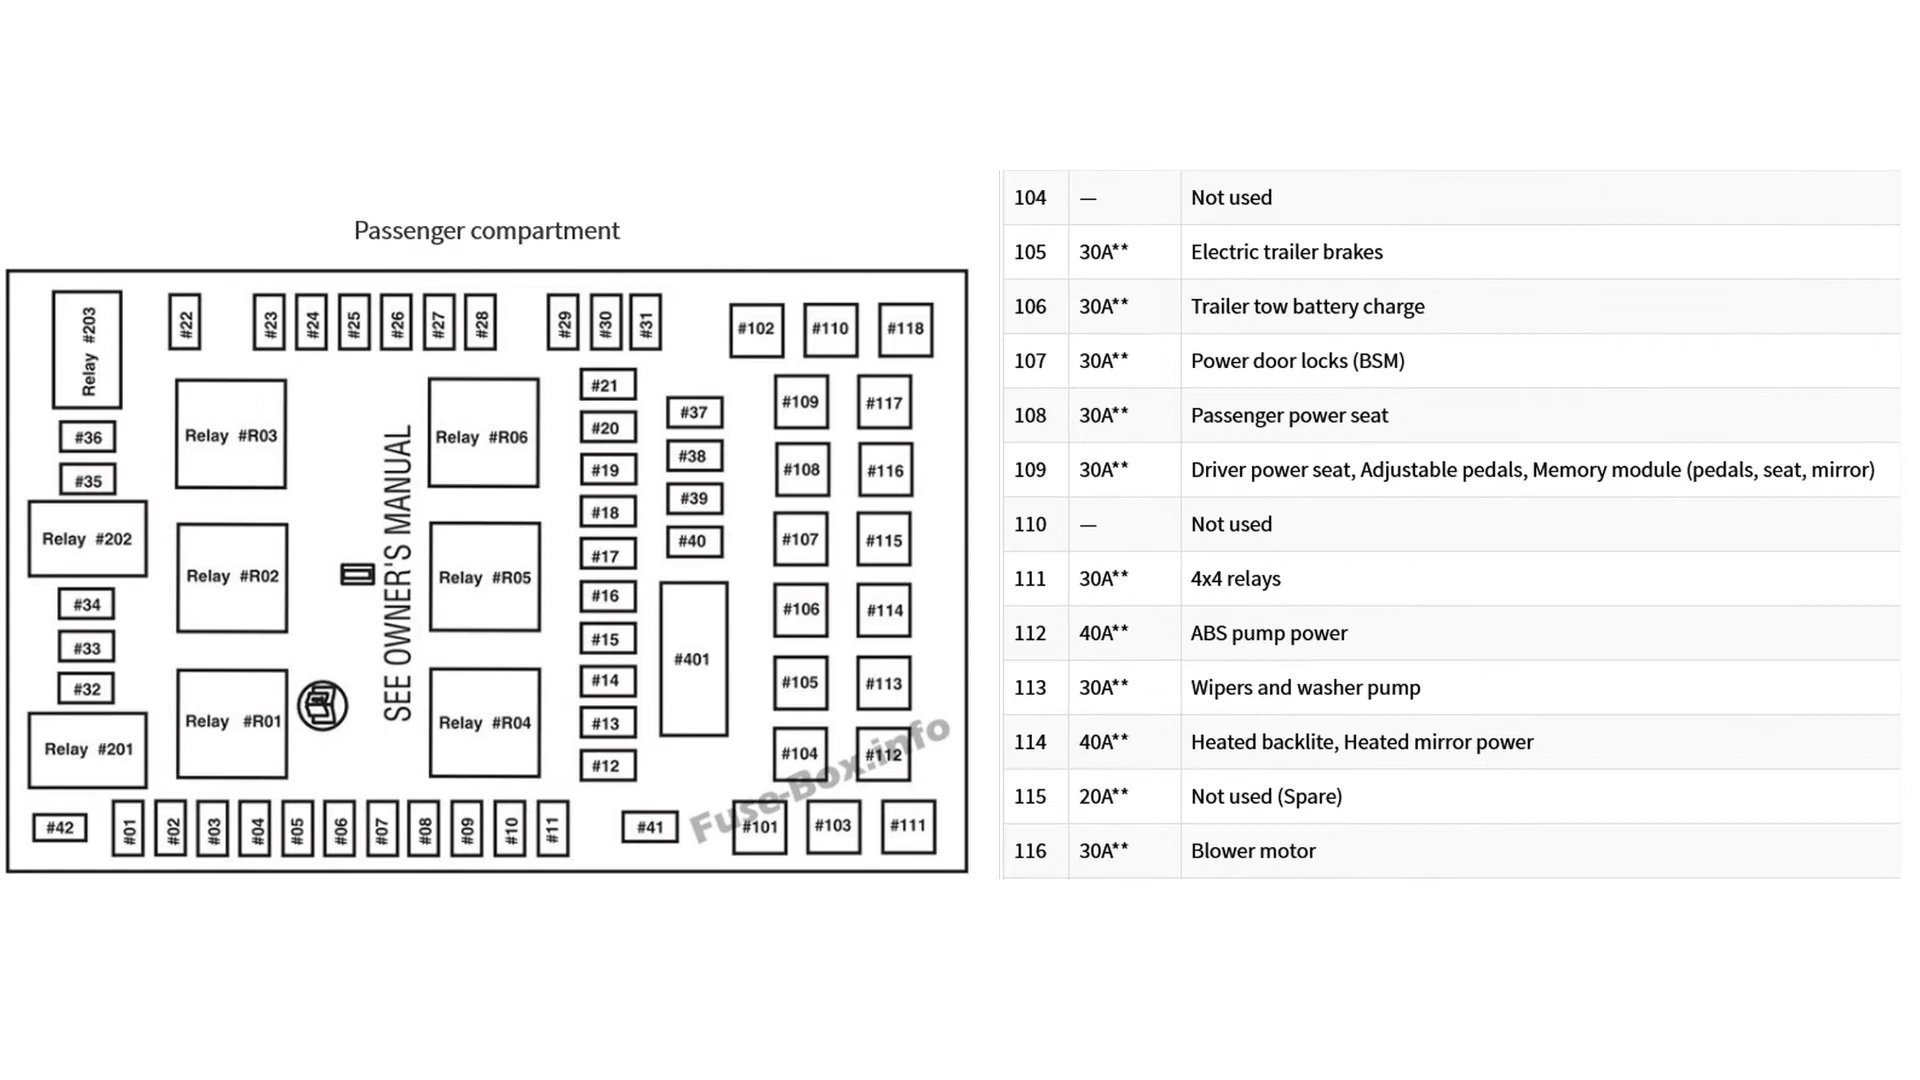 Passenger compartment
Relay #203
#22
#23
#24
#25
#26
#27
#28
#29
#30
#31
#102
#110
#118
#36
#35
Relay #202
#34
#33
#32
Relay #201
#42
Relay #R03
Relay #R02
Relay #R01
SEE OWNER'S MANUAL
Relay #R06
Relay #R05
Relay #R04
#21
#20
#19
#18
#17
#16
#15
#14
#13
#12
#37
#38
#39
#40
#401
#109
#108
#107
#106
#105
#104
#117
#116
#115
#114
#113
#112
#01
#02
#03
#04
#05
#06
#07
#08
#09
#10
#11
#41
#101
#103
#111
Fuse-Box.info
104 — Not used
105 30A** Electric trailer brakes
106 30A** Trailer tow battery charge
107 30A** Power door locks (BSM)
108 30A** Passenger power seat
109 30A** Driver power seat, Adjustable pedals, Memory module (pedals, seat, mirror)
110 — Not used
111 30A** 4x4 relays
112 40A** ABS pump power
113 30A** Wipers and washer pump
114 40A** Heated backlite, Heated mirror power
115 20A** Not used (Spare)
116 30A** Blower motor